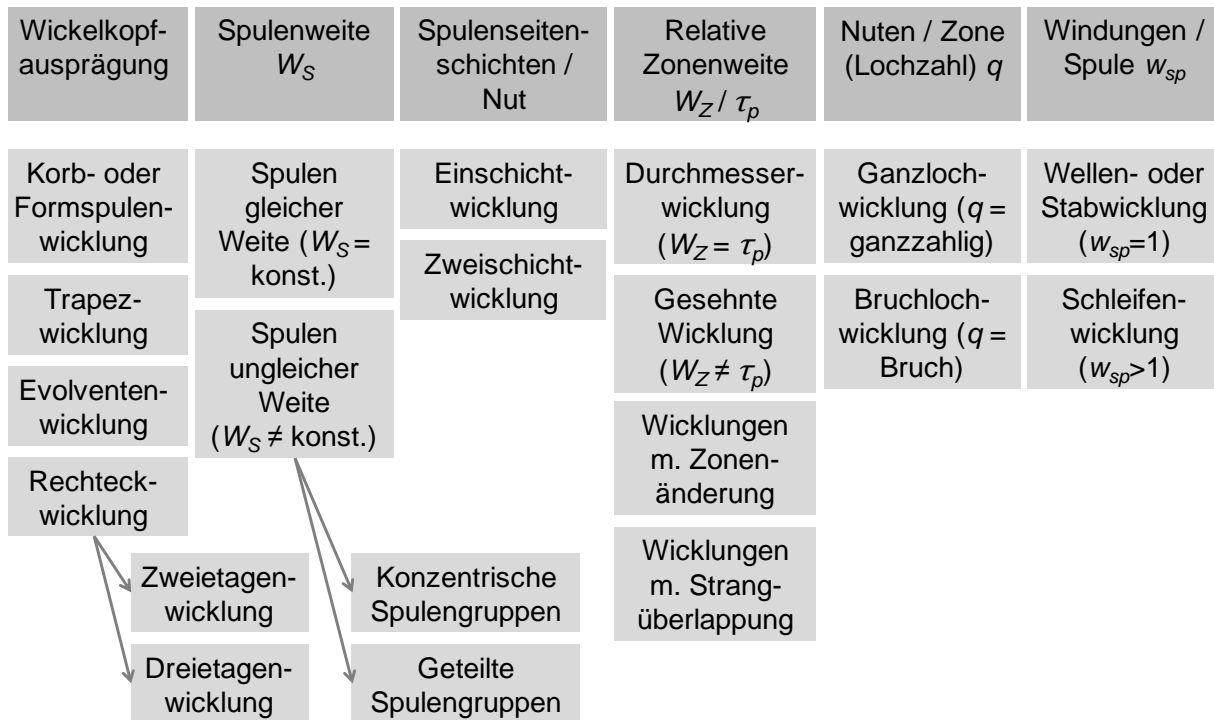 Wickelkopf-
ausprägung
Spulenweite
W_S
Spulenseiten-
schichten /
Nut
Relative
Zonenweite
W_Z / τ_p
Nuten / Zone
(Lochzahl) q
Windungen /
Spule w_sp
Korb- oder
Formspulen-
wicklung
Trapez-
wicklung
Evolventen-
wicklung
Rechteck-
wicklung
Zweietagen-
wicklung
Dreietagen-
wicklung
Spulen
gleicher
Weite (W_S =
konst.)
Spulen
ungleicher
Weite
(W_S ≠ konst.)
Konzentrische
Spulengruppen
Geteilte
Spulengruppen
Einschicht-
wicklung
Zweischicht-
wicklung
Durchmesser-
wicklung
(W_Z = τ_p)
Gesehnte
Wicklung
(W_Z ≠ τ_p)
Wicklungen
m. Zonen-
änderung
Wicklungen
m. Strang-
überlappung
Ganzloch-
wicklung (q =
ganzzahlig)
Bruchloch-
wicklung (q =
Bruch)
Wellen- oder
Stabwicklung
(w_sp=1)
Schleifen-
wicklung
(w_sp>1)